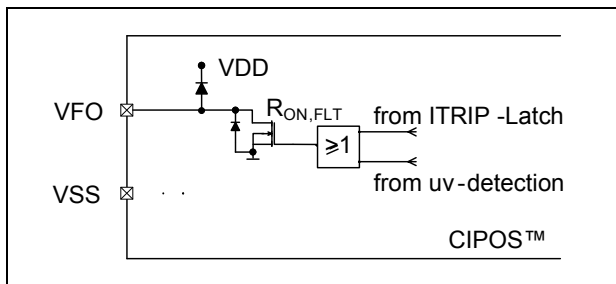 VDD
VFO
RON,FLT
from ITRIP -Latch
≥1
from uv-detection
VSS
CIPOS™